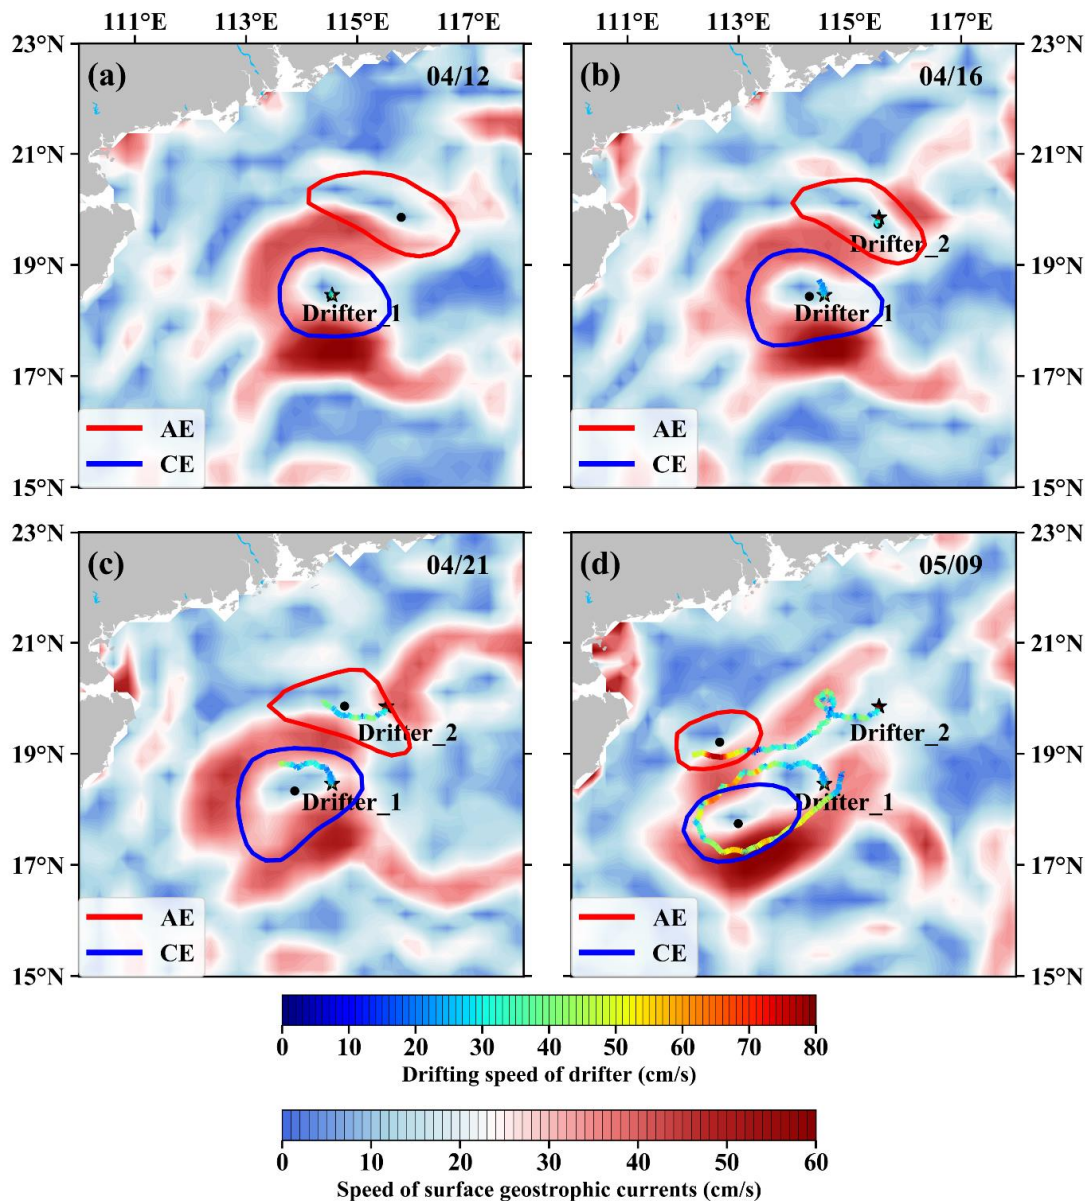 111°E 113°E 115°E 117°E
111°E 113°E 115°E 117°E
23°N
(a) 04/12
21°N
19°N
Drifter_1
17°N
AE
CE
15°N
23°N
(b) 04/16
21°N
Drifter_2
19°N
Drifter_1
17°N
AE
CE
15°N
23°N
(c) 04/21
21°N
Drifter_2
19°N
Drifter_1
17°N
AE
CE
15°N
23°N
(d) 05/09
21°N
Drifter_2
19°N
Drifter_1
17°N
AE
CE
15°N
0 10 20 30 40 50 60 70 80
Drifting speed of drifter (cm/s)
0 10 20 30 40 50 60
Speed of surface geostrophic currents (cm/s)